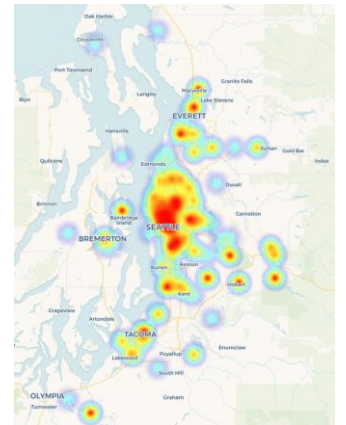 Oak Harbor
Coupeville
Port Townsend
Granite Falls
Marysville
Langley
Lake Stevens
EVERETT
Hansville
Sultan
Gold Bar
Quilcene
Edmonds
Index
Duvall
Brinnon
Bainbridge
Island
Carnation
SEATTLE
BREMERTON
Burien
Renton
Hobart
Kent
Grapeview
Artondale
TACOMA
Enumclaw
Lakewood
Puyallup
South Hill
OLYMPIA
Graham
Tumwater